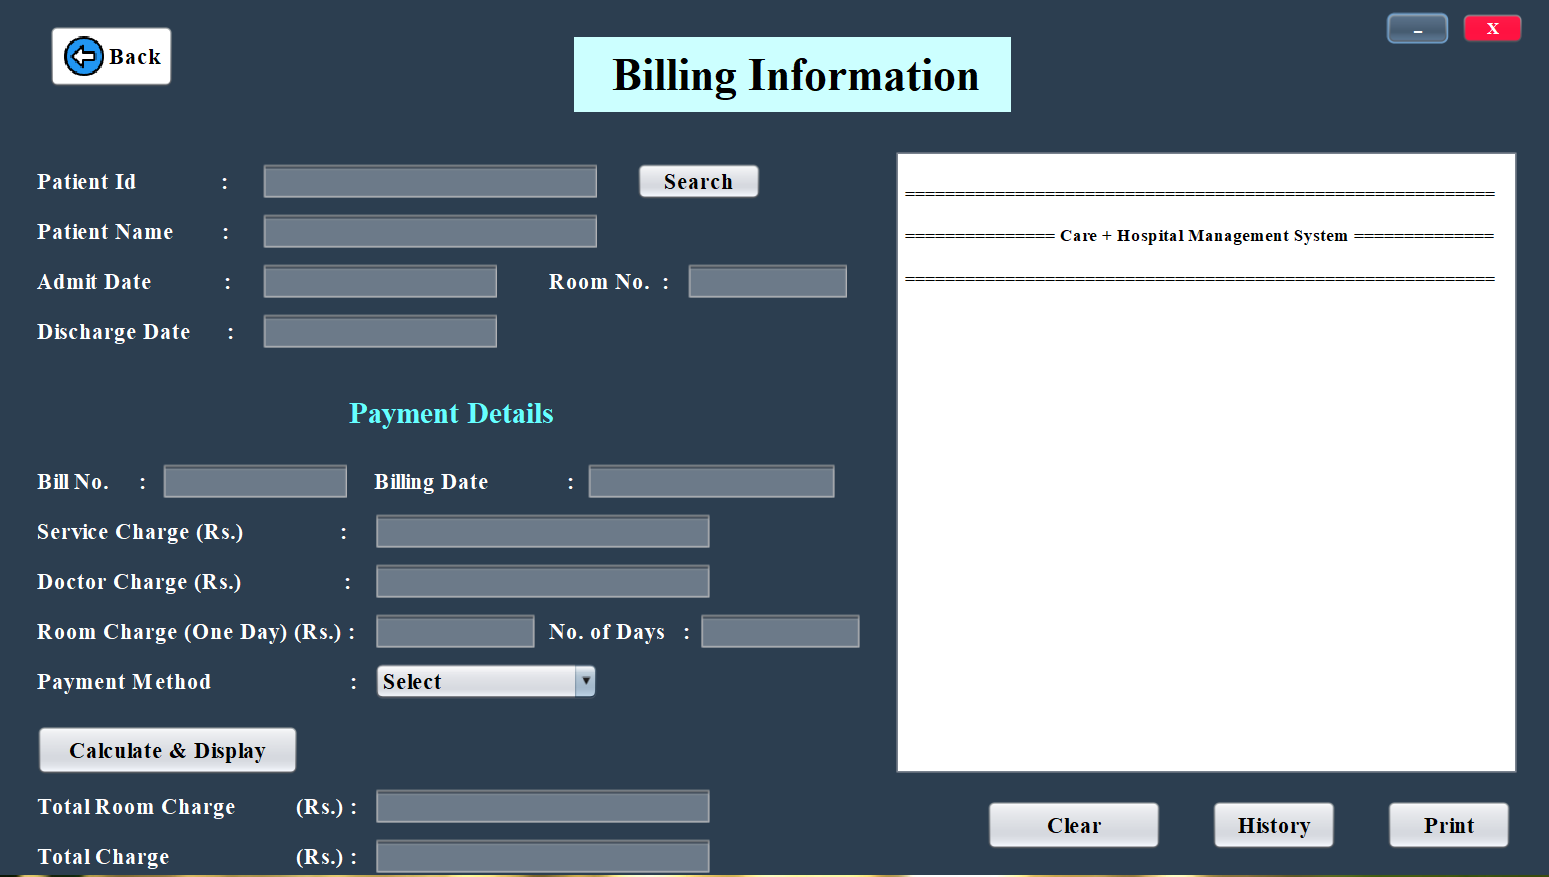 Back
Billing Information
–
X
Patient Id :
Search
Patient Name :
Admit Date :
Room No. :
Discharge Date :
Payment Details
Bill No. :
Billing Date :
Service Charge (Rs.) :
Doctor Charge (Rs.) :
Room Charge (One Day) (Rs.) :
No. of Days :
Payment Method :
Select
Calculate & Display
Total Room Charge (Rs.) :
Total Charge (Rs.) :
===========================================================
=============== Care + Hospital Management System ==============
===========================================================
Clear
History
Print